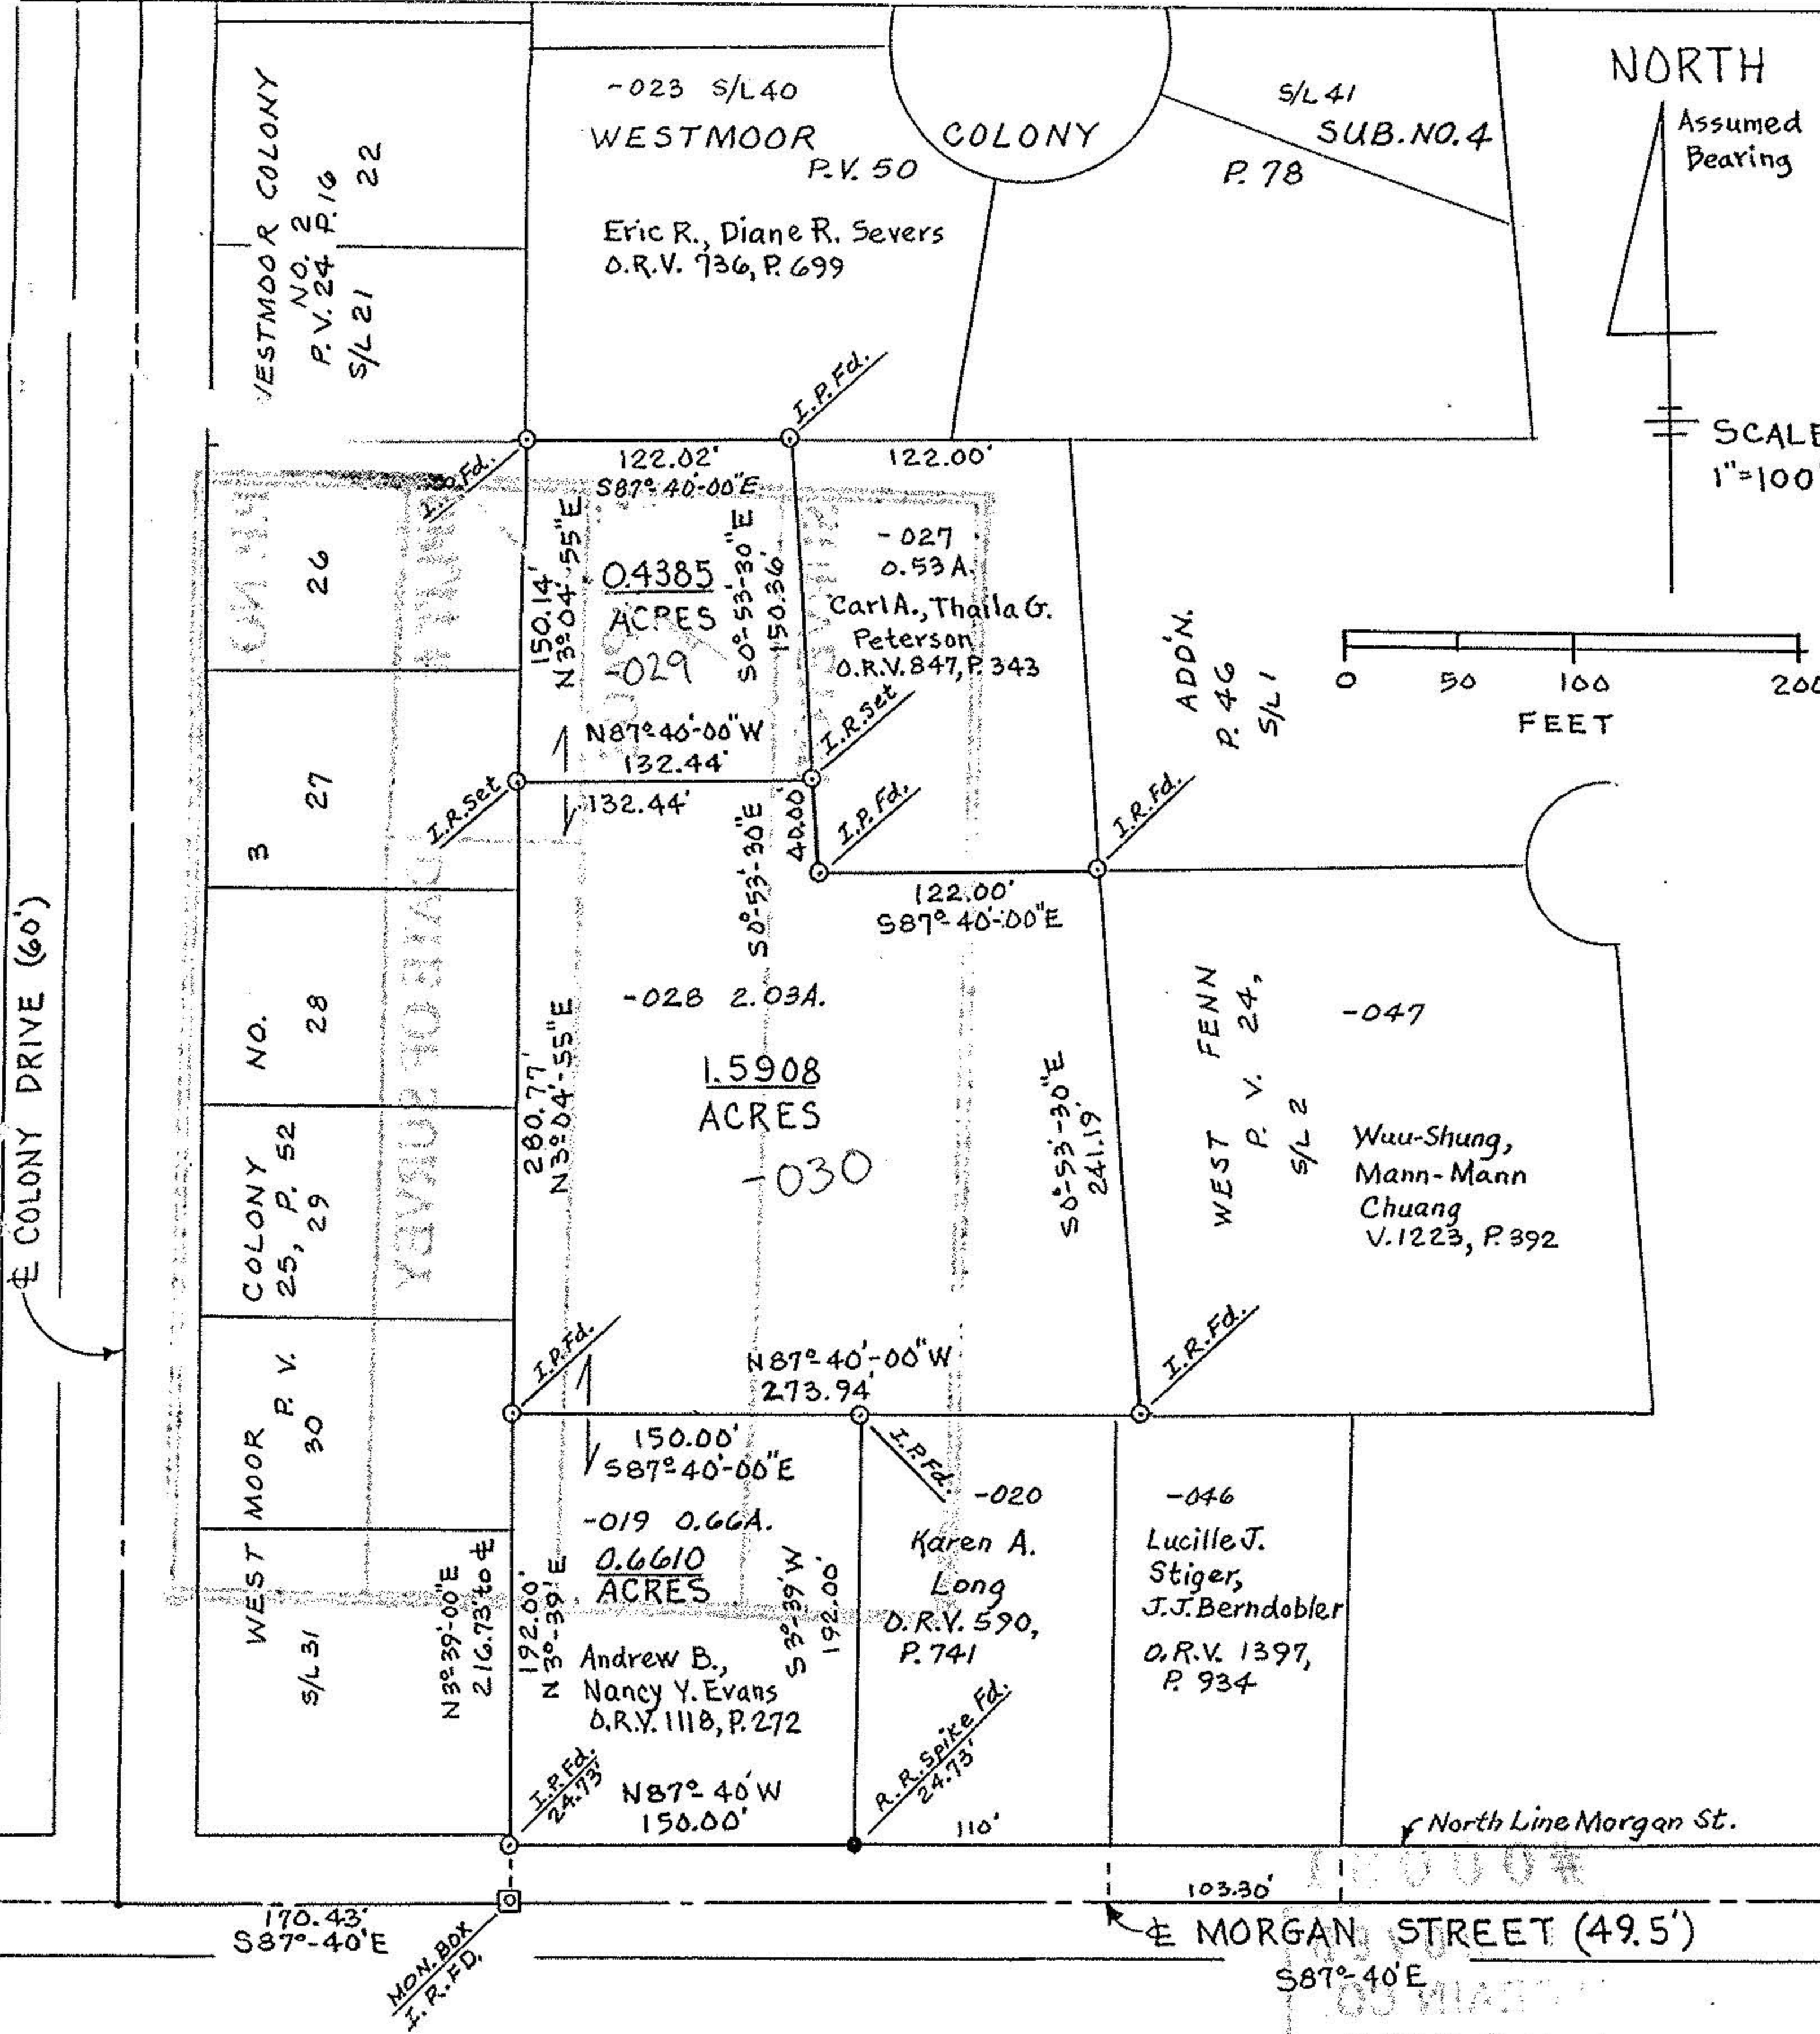 NORTH
Assumed
Bearing
SCALE
1"=100
0 50 100 200
FEET
-023 S/L 40
WESTMOOR COLONY SUB. NO. 4
P.V. 50 P. 78
S/L 41
Eric R., Diane R. Severs
O.R.V. 736, P. 699
WESTMOOR COLONY
NO. 2
P. V. 24 P. 16
S/L 21 22
I.P.Fd.
122.02'
S87°-40'-00"E
122.00'
150.14'
N3°-04'-55"E
0.4385
ACRES
-029
S0°-53'-30"E
150.36'
-027
0.53 A.
Carl A., Thaila G.
Peterson
O.R.V. 847, P. 343
N87°-40'-00"W
132.44'
132.44'
I.R.Set
I.R.Set
S0°-53'-30"E
40.00'
I.P.Fd.
I.R.Fd.
122.00'
S87°-40'-00"E
ADD'N.
P. 46
S/L 1
26
27
28
29
30
WEST MOOR COLONY NO. 3
P. V. 25, P. 52
S/L 31
-028 2.03A.
1.5908
ACRES
-030
280.77'
N3°-04'-55"E
S0°-53'-30"E
241.19'
WEST FENN
P. V. 24,
S/L 2
-047
Wuu-Shung,
Mann-Mann
Chuang
V.1223, P. 392
I.P.Fd.
I.R.Fd.
N87°-40'-00"W
273.94'
150.00'
S87°-40'-00"E
I.P.Fd.
-019 0.66A.
0.6610
ACRES
Andrew B.,
Nancy Y. Evans
O.R.V. 1118, P. 272
N3°-39'-00"E
216.73' to ℄
192.00'
N3°-39'E
S3°-39'W
192.00'
-020
Karen A.
Long
O.R.V. 590,
P. 741
-046
Lucille J.
Stiger,
J.J. Berndobler
O.R.V. 1397,
P. 934
I.P.Fd.
24.73'
N87°-40'W
150.00'
R.R. Spike Fd.
24.73'
110'
North Line Morgan St.
103.30'
170.43'
S87°-40'E
MON. BOX
I. R. FD.
℄ MORGAN STREET (49.5')
S87°-40'E
℄ COLONY DRIVE (60')